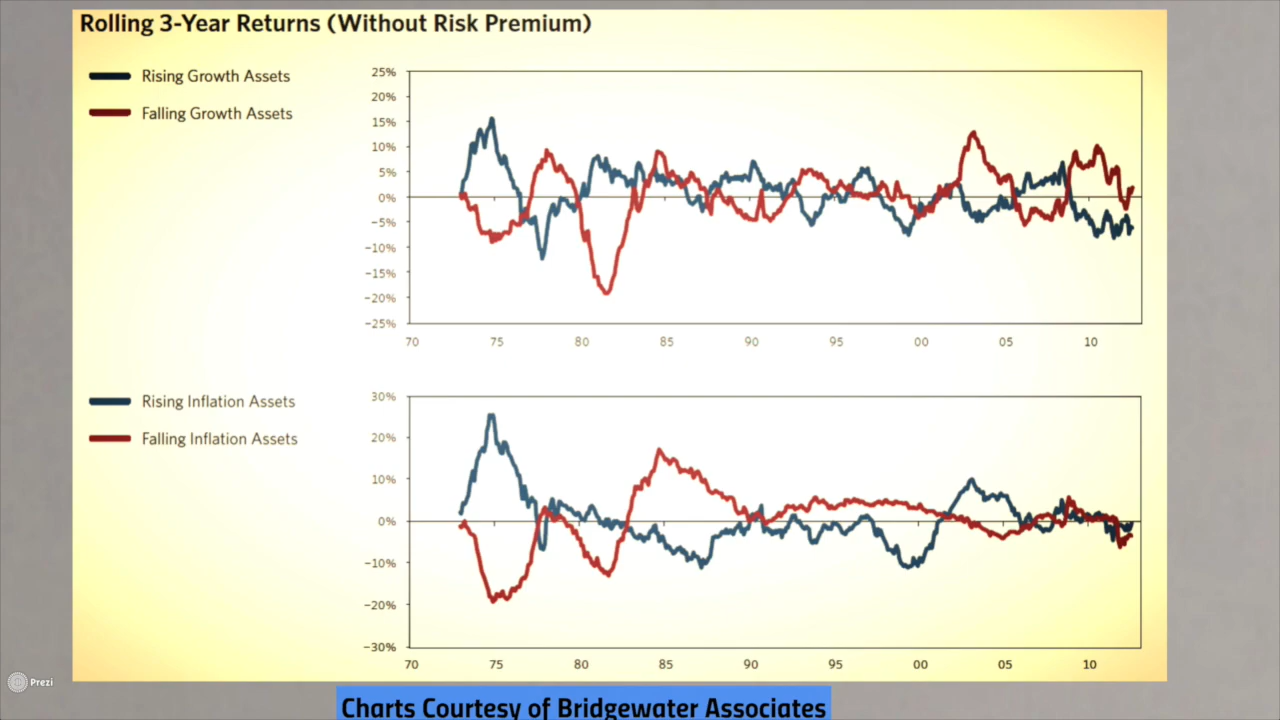 Rolling 3-Year Returns (Without Risk Premium)
Rising Growth Assets
Falling Growth Assets
25%
20%
15%
10%
5%
0%
−5%
−10%
−15%
−20%
−25%
70 75 80 85 90 95 00 05 10
Rising Inflation Assets
Falling Inflation Assets
30%
20%
10%
0%
−10%
−20%
−30%
70 75 80 85 90 95 00 05 10
Prezi
Charts Courtesy of Bridgewater Associates